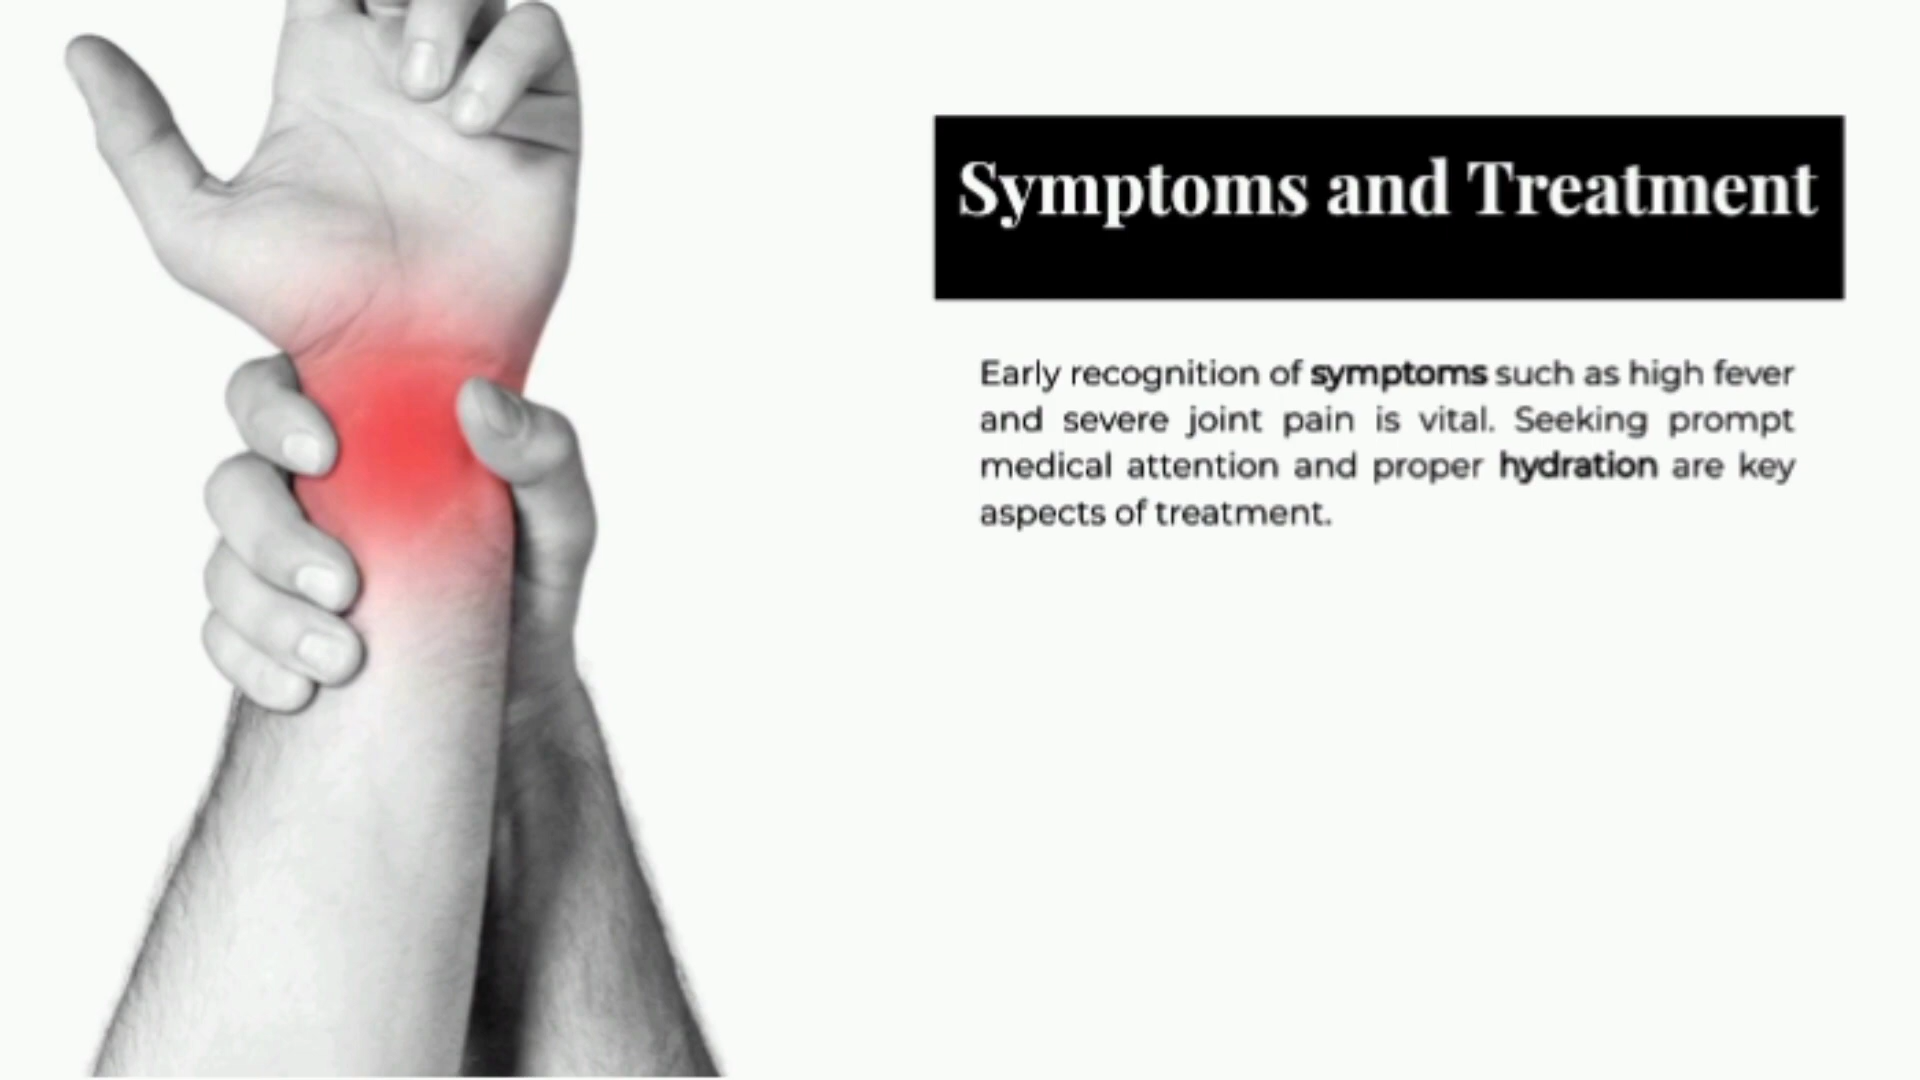 Symptoms and Treatment
Early recognition of symptoms such as high fever
and severe joint pain is vital. Seeking prompt
medical attention and proper hydration are key
aspects of treatment.